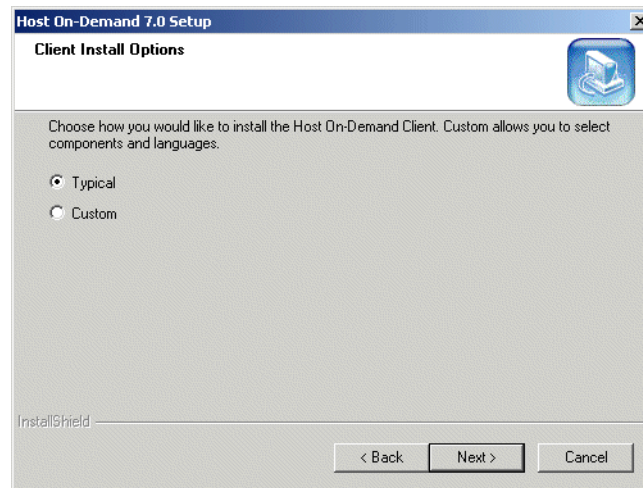 Host On-Demand 7.0 Setup
Client Install Options
Choose how you would like to install the Host On-Demand Client. Custom allows you to select
components and languages.
Typical
Custom
InstallShield
< Back
Next >
Cancel